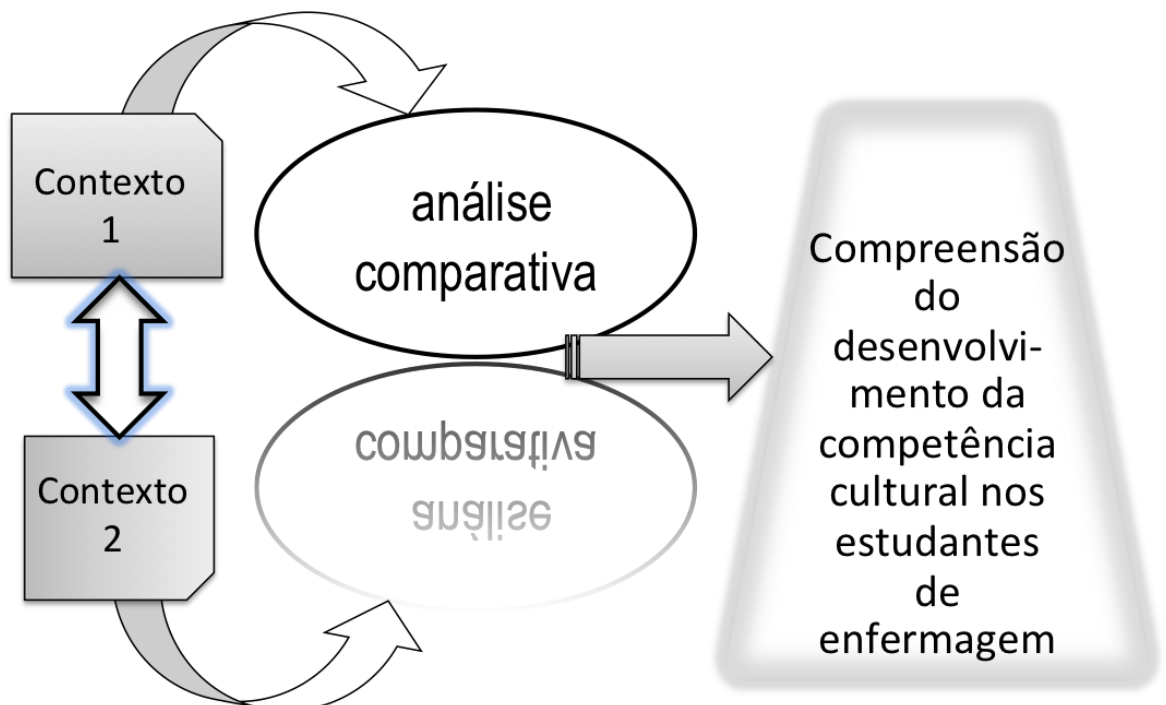 Contexto
1
análise
comparativa
comparativa
análise
Contexto
2
Compreensão
do
desenvolvi-
mento da
competência
cultural nos
estudantes
de
enfermagem